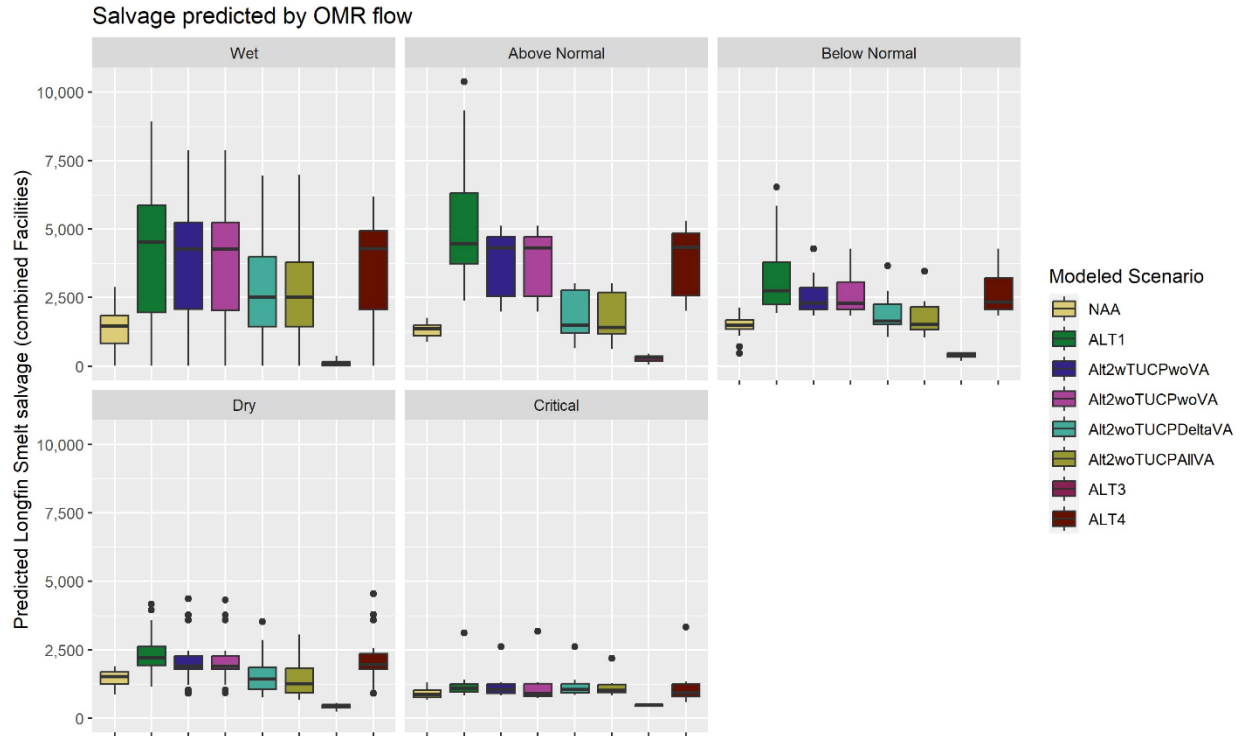 Salvage predicted by OMR flow
Wet
Above Normal
Below Normal
10,000
7,500
5,000
2,500
0
Dry
Critical
10,000
7,500
5,000
2,500
0
Predicted Longfin Smelt salvage (combined Facilities)
Modeled Scenario
NAA
ALT1
Alt2wTUCPwoVA
Alt2woTUCPwoVA
Alt2woTUCPDeltaVA
Alt2woTUCPAllVA
ALT3
ALT4